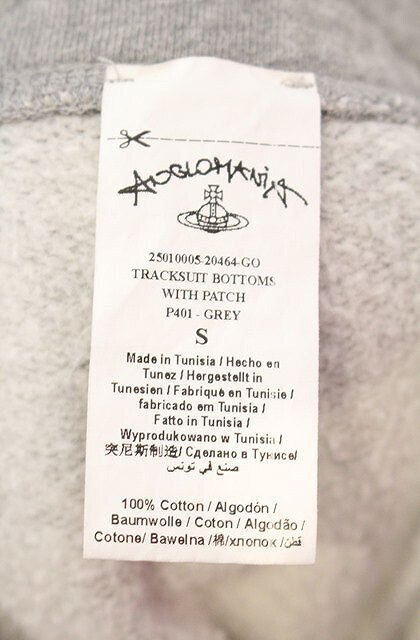 ANGLOMANIA
25010005-20464-GO
TRACKSUIT BOTTOMS
WITH PATCH
P401 - GREY
S
Made in Tunisia / Hecho en
Tunez / Hergestellt in
Tunesien / Fabriqué en Tunisie /
fabricado em Tunisia /
Fatto in Tunisia /
Wyprodukowano w Tunisia /
突尼斯制造/ Сделано в Тунисе/
صنع في تونس
100% Cotton / Algodón /
Baumwolle / Coton / Algodão /
Cotone/ Bawelna /棉/хлопок /قطن